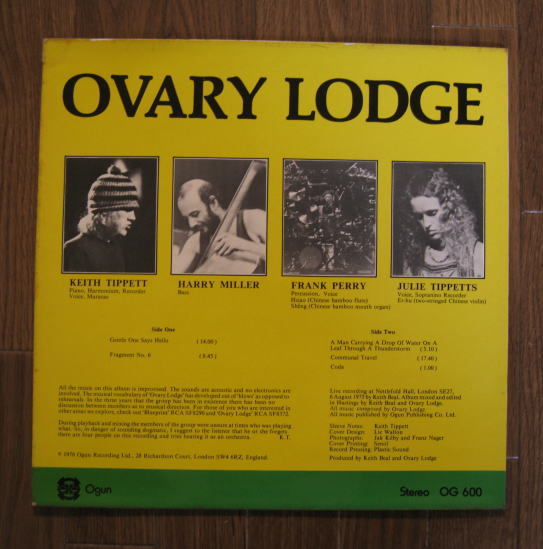 OVARY LODGE
KEITH TIPPETT
Piano, Harmonium, Recorder
Voice, Maracas
HARRY MILLER
Bass
FRANK PERRY
Percussion, Voice
Hsiao (Chinese bamboo flute)
Shêng (Chinese bamboo mouth organ)
JULIE TIPPETTS
Voice, Sopranino Recorder
Er-hu (two-stringed Chinese violin)
Side One
Gentle One Says Hello (14.00)
Fragment No. 6 (9.45)
Side Two
A Man Carrying A Drop Of Water On A
Leaf Through A Thunderstorm (5.10)
Communal Travel (17.40)
Coda (1.00)
All the music on this album is improvised. The sounds are acoustic and no electronics are
involved. The musical vocabulary of 'Ovary Lodge' has developed out of 'blows' as opposed to
rehearsals. In the three years that the group has been in existence there has been no
discussion between members as to musical direction. For those of you who are interested in
other areas we explore, check out 'Blueprint' RCA SF8290 and 'Ovary Lodge' RCA SF8372.
During playback and mixing the members of the group were unsure at times who was playing
what. So, in danger of sounding dogmatic, I suggest to the listener that he or she forgets
there are four people on this recording and tries hearing it as an orchestra. K.T.
℗ 1976 Ogun Recording Ltd., 28 Richardson Court, London SW4 6RZ, England.
Live recording at Nettlefold Hall, London SE27,
6 August 1975 by Keith Beal. Album mixed and edited
in Hastings by Keith Beal and Ovary Lodge.
All music composed by Ovary Lodge.
All music published by Ogun Publishing Co. Ltd.
Sleeve Notes: Keith Tippett
Cover Design: Liz Walton
Photographs: Jak Kilby and Franz Nager
Cover Printing: Senol
Record Pressing: Plastic Sound
Produced by Keith Beal and Ovary Lodge
Ogun
Stereo OG 600